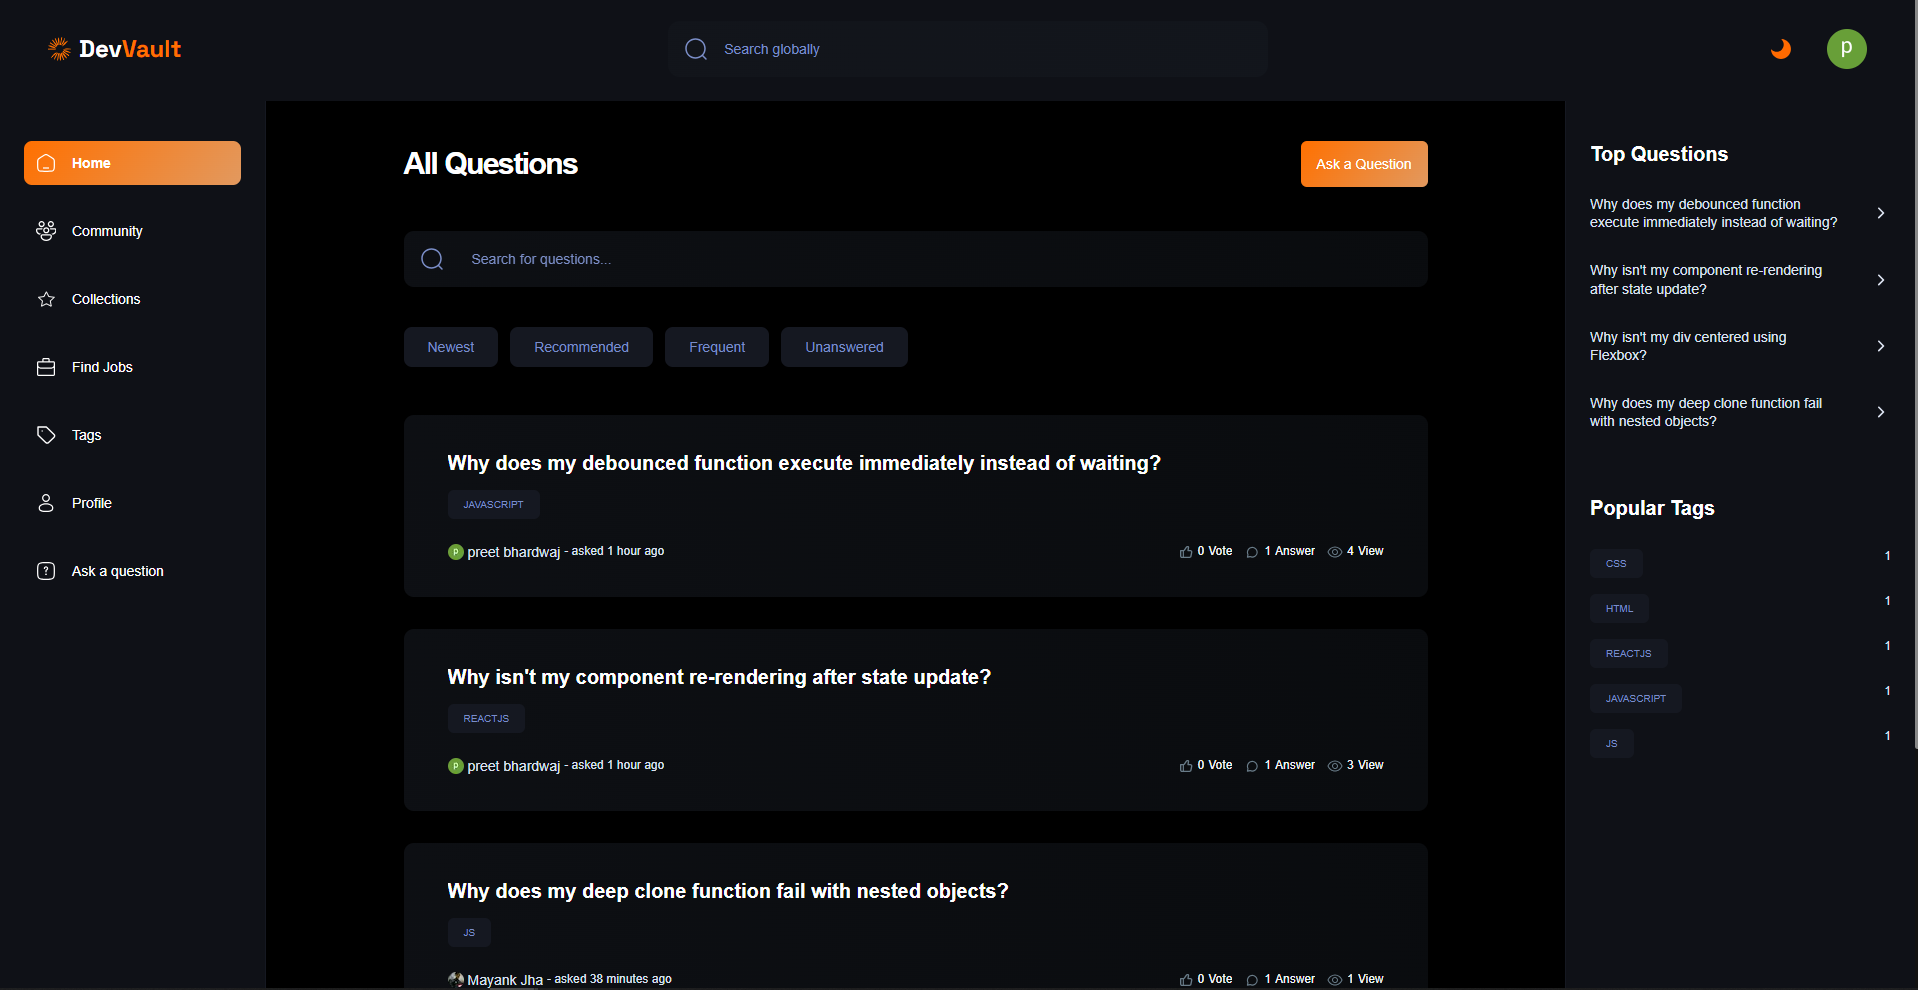 DevVault
Search globally
p
Home
Community
Collections
Find Jobs
Tags
Profile
Ask a question
All Questions
Ask a Question
Search for questions...
Newest
Recommended
Frequent
Unanswered
Why does my debounced function execute immediately instead of waiting?
JAVASCRIPT
p preet bhardwaj - asked 1 hour ago
0 Vote 1 Answer 4 View
Why isn't my component re-rendering after state update?
REACTJS
p preet bhardwaj - asked 1 hour ago
0 Vote 1 Answer 3 View
Why does my deep clone function fail with nested objects?
JS
Mayank Jha - asked 38 minutes ago
0 Vote 1 Answer 1 View
Top Questions
Why does my debounced function
execute immediately instead of waiting?
Why isn't my component re-rendering
after state update?
Why isn't my div centered using
Flexbox?
Why does my deep clone function fail
with nested objects?
Popular Tags
CSS 1
HTML 1
REACTJS 1
JAVASCRIPT 1
JS 1